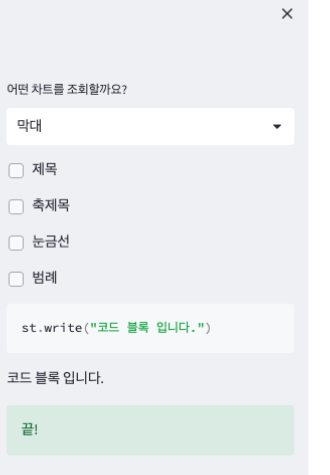 어떤 차트를 조회할까요?
막대
제목
축제목
눈금선
범례
st.write("코드 블록 입니다.")
코드 블록 입니다.
끝!